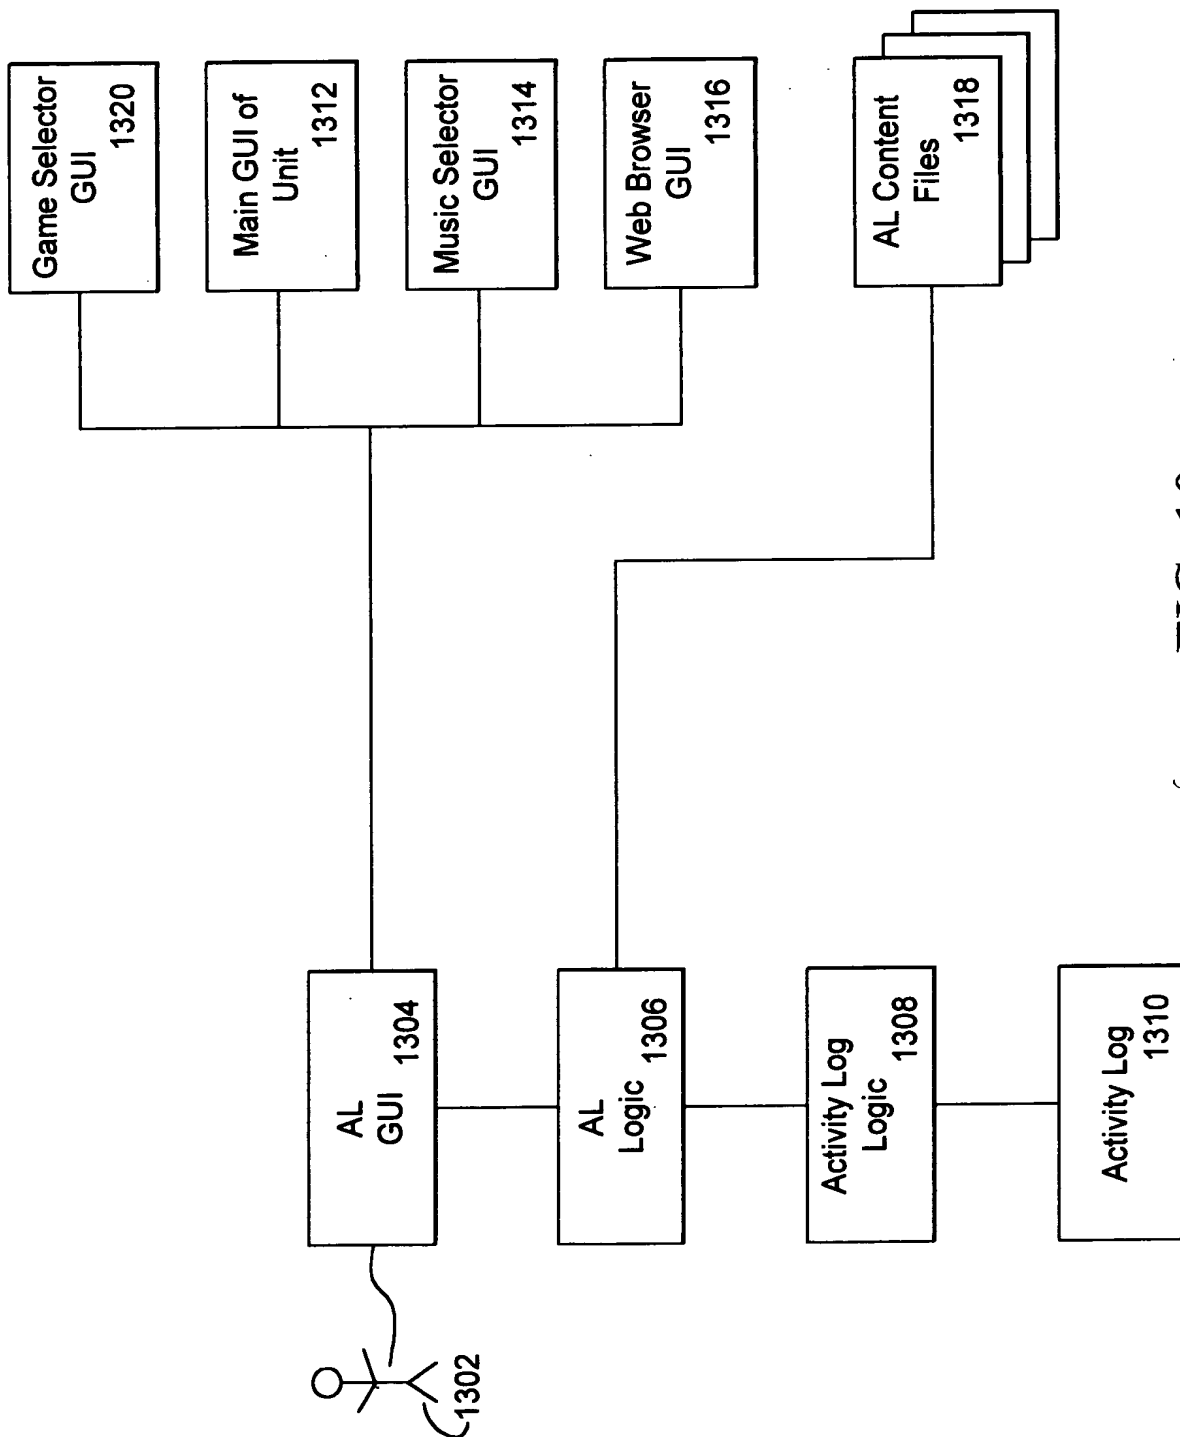 Game Selector
GUI
1320
Main GUI of
Unit
1312
Music Selector
GUI
1314
Web Browser
GUI
1316
AL Content
Files
1318
AL
GUI
1304
AL
Logic
1306
Activity Log
Logic
1308
Activity Log
1310
1302